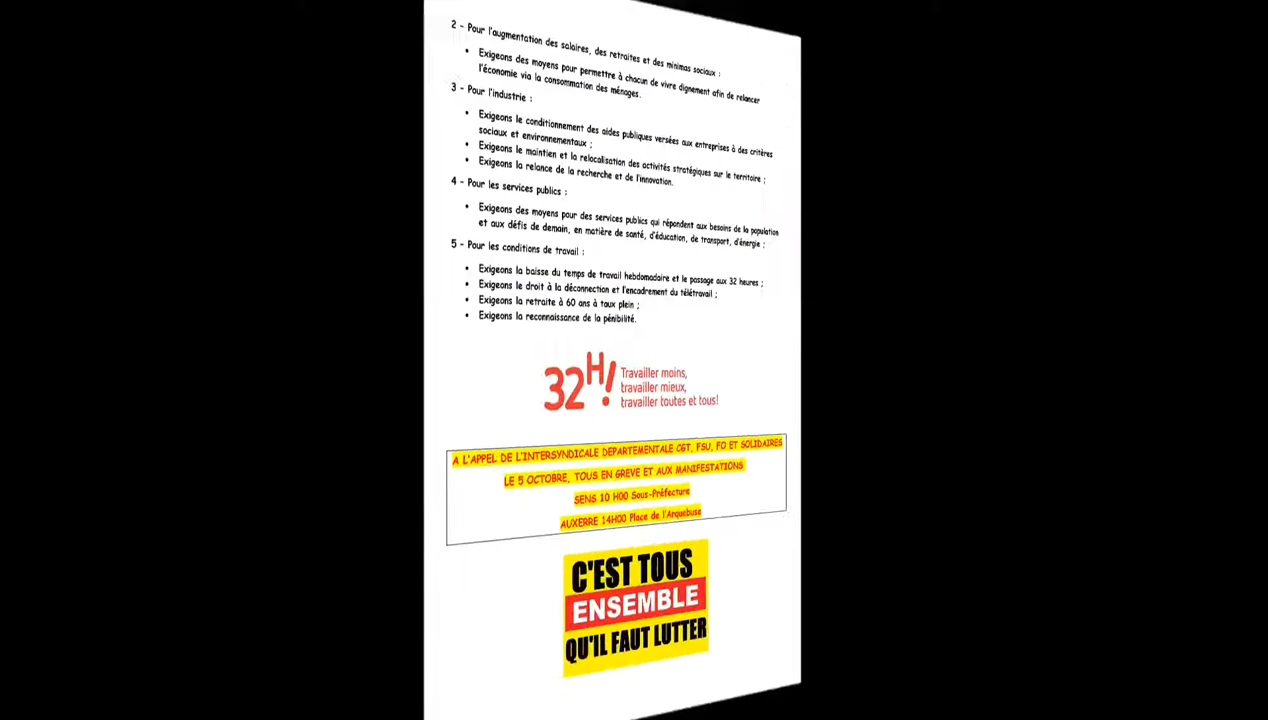 2 - Pour l'augmentation des salaires, des retraites et des minimas sociaux :
• Exigeons des moyens pour permettre à chacun de vivre dignement afin de relancer
l'économie via la consommation des ménages.
3 - Pour l'industrie :
• Exigeons le conditionnement des aides publiques versées aux entreprises à des critères
sociaux et environnementaux ;
• Exigeons le maintien et la relocalisation des activités stratégiques sur le territoire ;
• Exigeons la relance de la recherche et de l'innovation.
4 - Pour les services publics :
• Exigeons des moyens pour des services publics qui répondent aux besoins de la population
et aux défis de demain, en matière de santé, d'éducation, de transport, d'énergie ;
5 - Pour les conditions de travail :
• Exigeons la baisse du temps de travail hebdomadaire et le passage aux 32 heures ;
• Exigeons le droit à la déconnection et l'encadrement du télétravail ;
• Exigeons la retraite à 60 ans à taux plein ;
• Exigeons la reconnaissance de la pénibilité.
32H!
Travailler moins,
travailler mieux,
travailler toutes et tous!
A L'APPEL DE L'INTERSYNDICALE DEPARTEMENTALE CGT, FSU, FO ET SOLIDAIRES
LE 5 OCTOBRE, TOUS EN GREVE ET AUX MANIFESTATIONS
SENS 10 H00 Sous-Préfecture
AUXERRE 14H00 Place de l'Arquebuse
C'EST TOUS
ENSEMBLE
QU'IL FAUT LUTTER